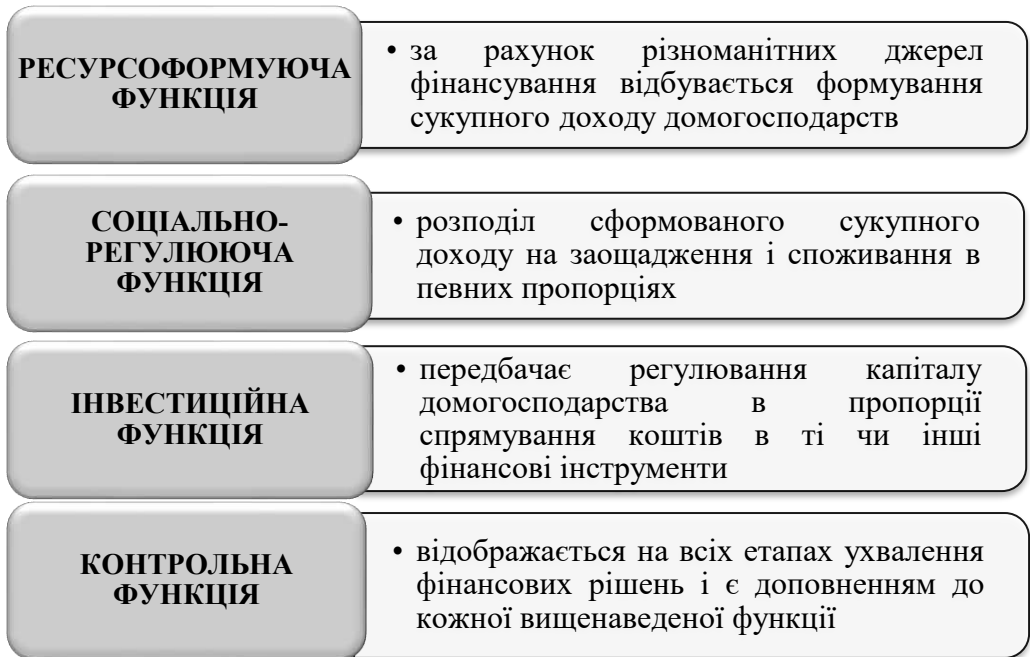 РЕСУРСОФОРМУЮЧА
ФУНКЦІЯ
• за рахунок різноманітних джерел
фінансування відбувається формування
сукупного доходу домогосподарств
СОЦІАЛЬНО-
РЕГУЛЮЮЧА
ФУНКЦІЯ
• розподіл сформованого сукупного
доходу на заощадження і споживання в
певних пропорціях
ІНВЕСТИЦІЙНА
ФУНКЦІЯ
• передбачає регулювання капіталу
домогосподарства в пропорції
спрямування коштів в ті чи інші
фінансові інструменти
КОНТРОЛЬНА
ФУНКЦІЯ
• відображається на всіх етапах ухвалення
фінансових рішень і є доповненням до
кожної вищенаведеної функції